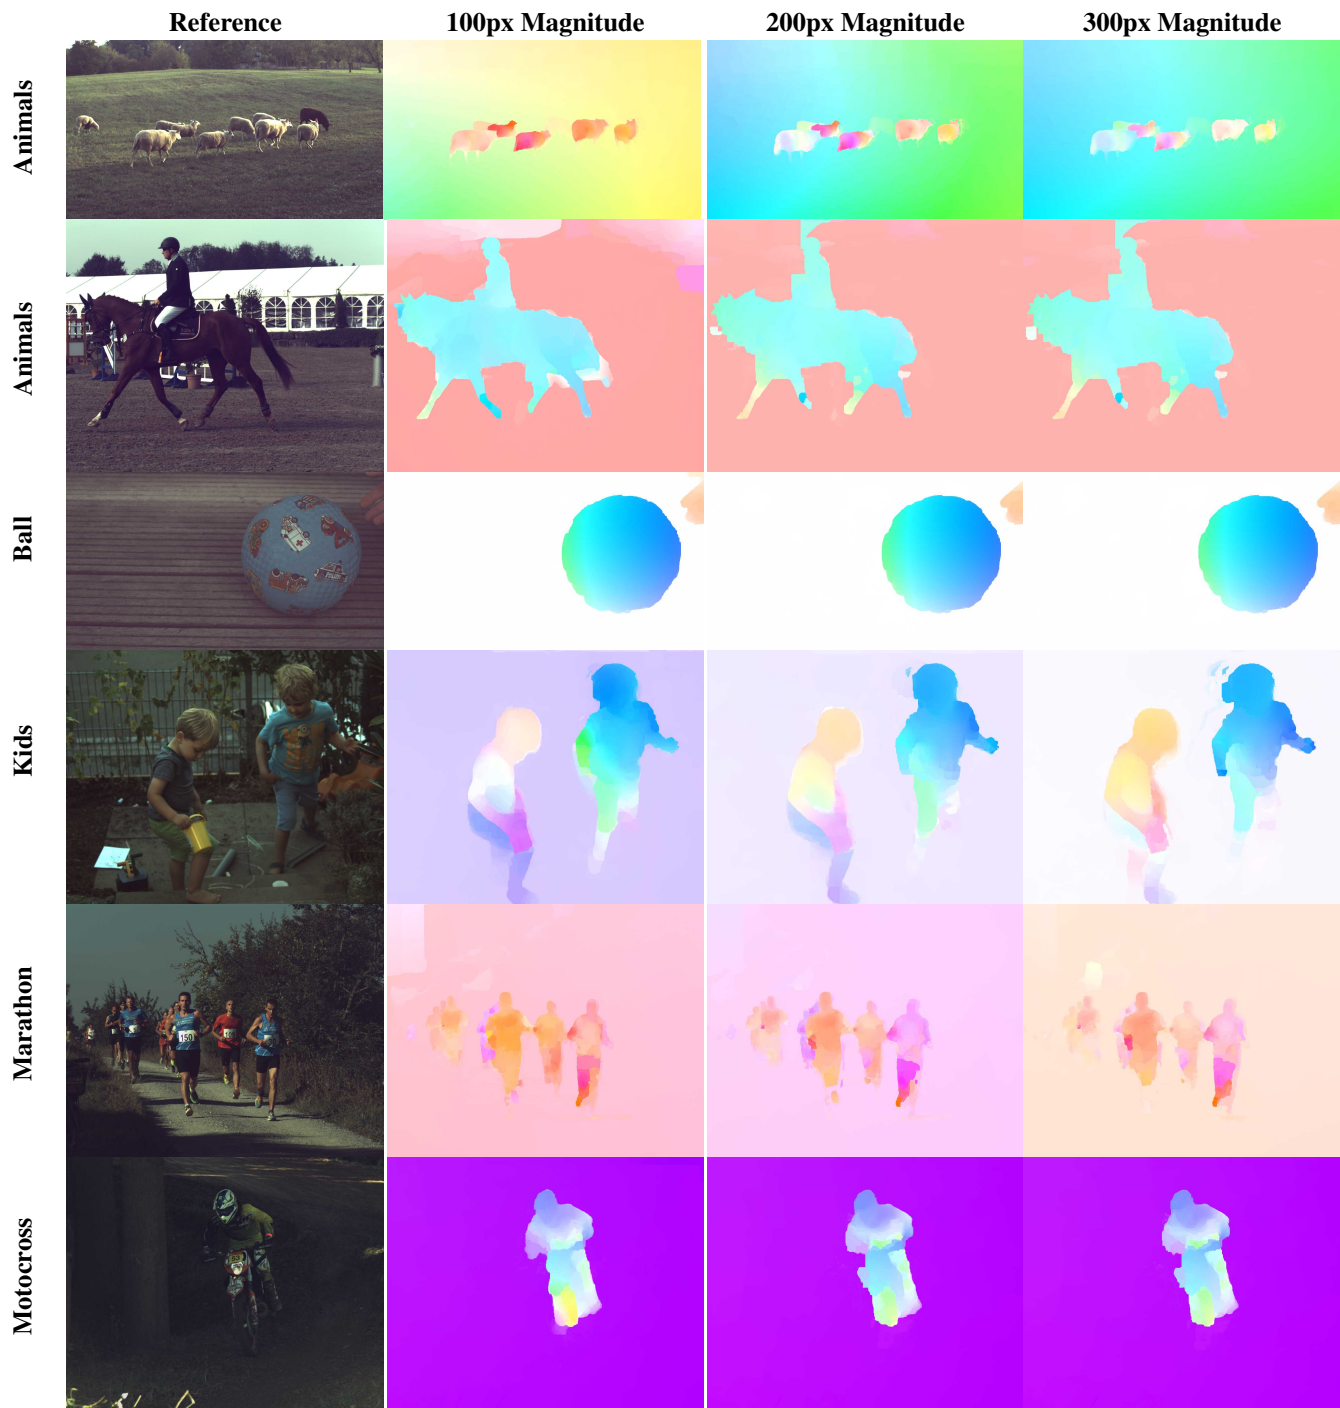 Reference 100px Magnitude 200px Magnitude 300px Magnitude
Animals
Animals
Ball
Kids
Marathon
150
Motocross